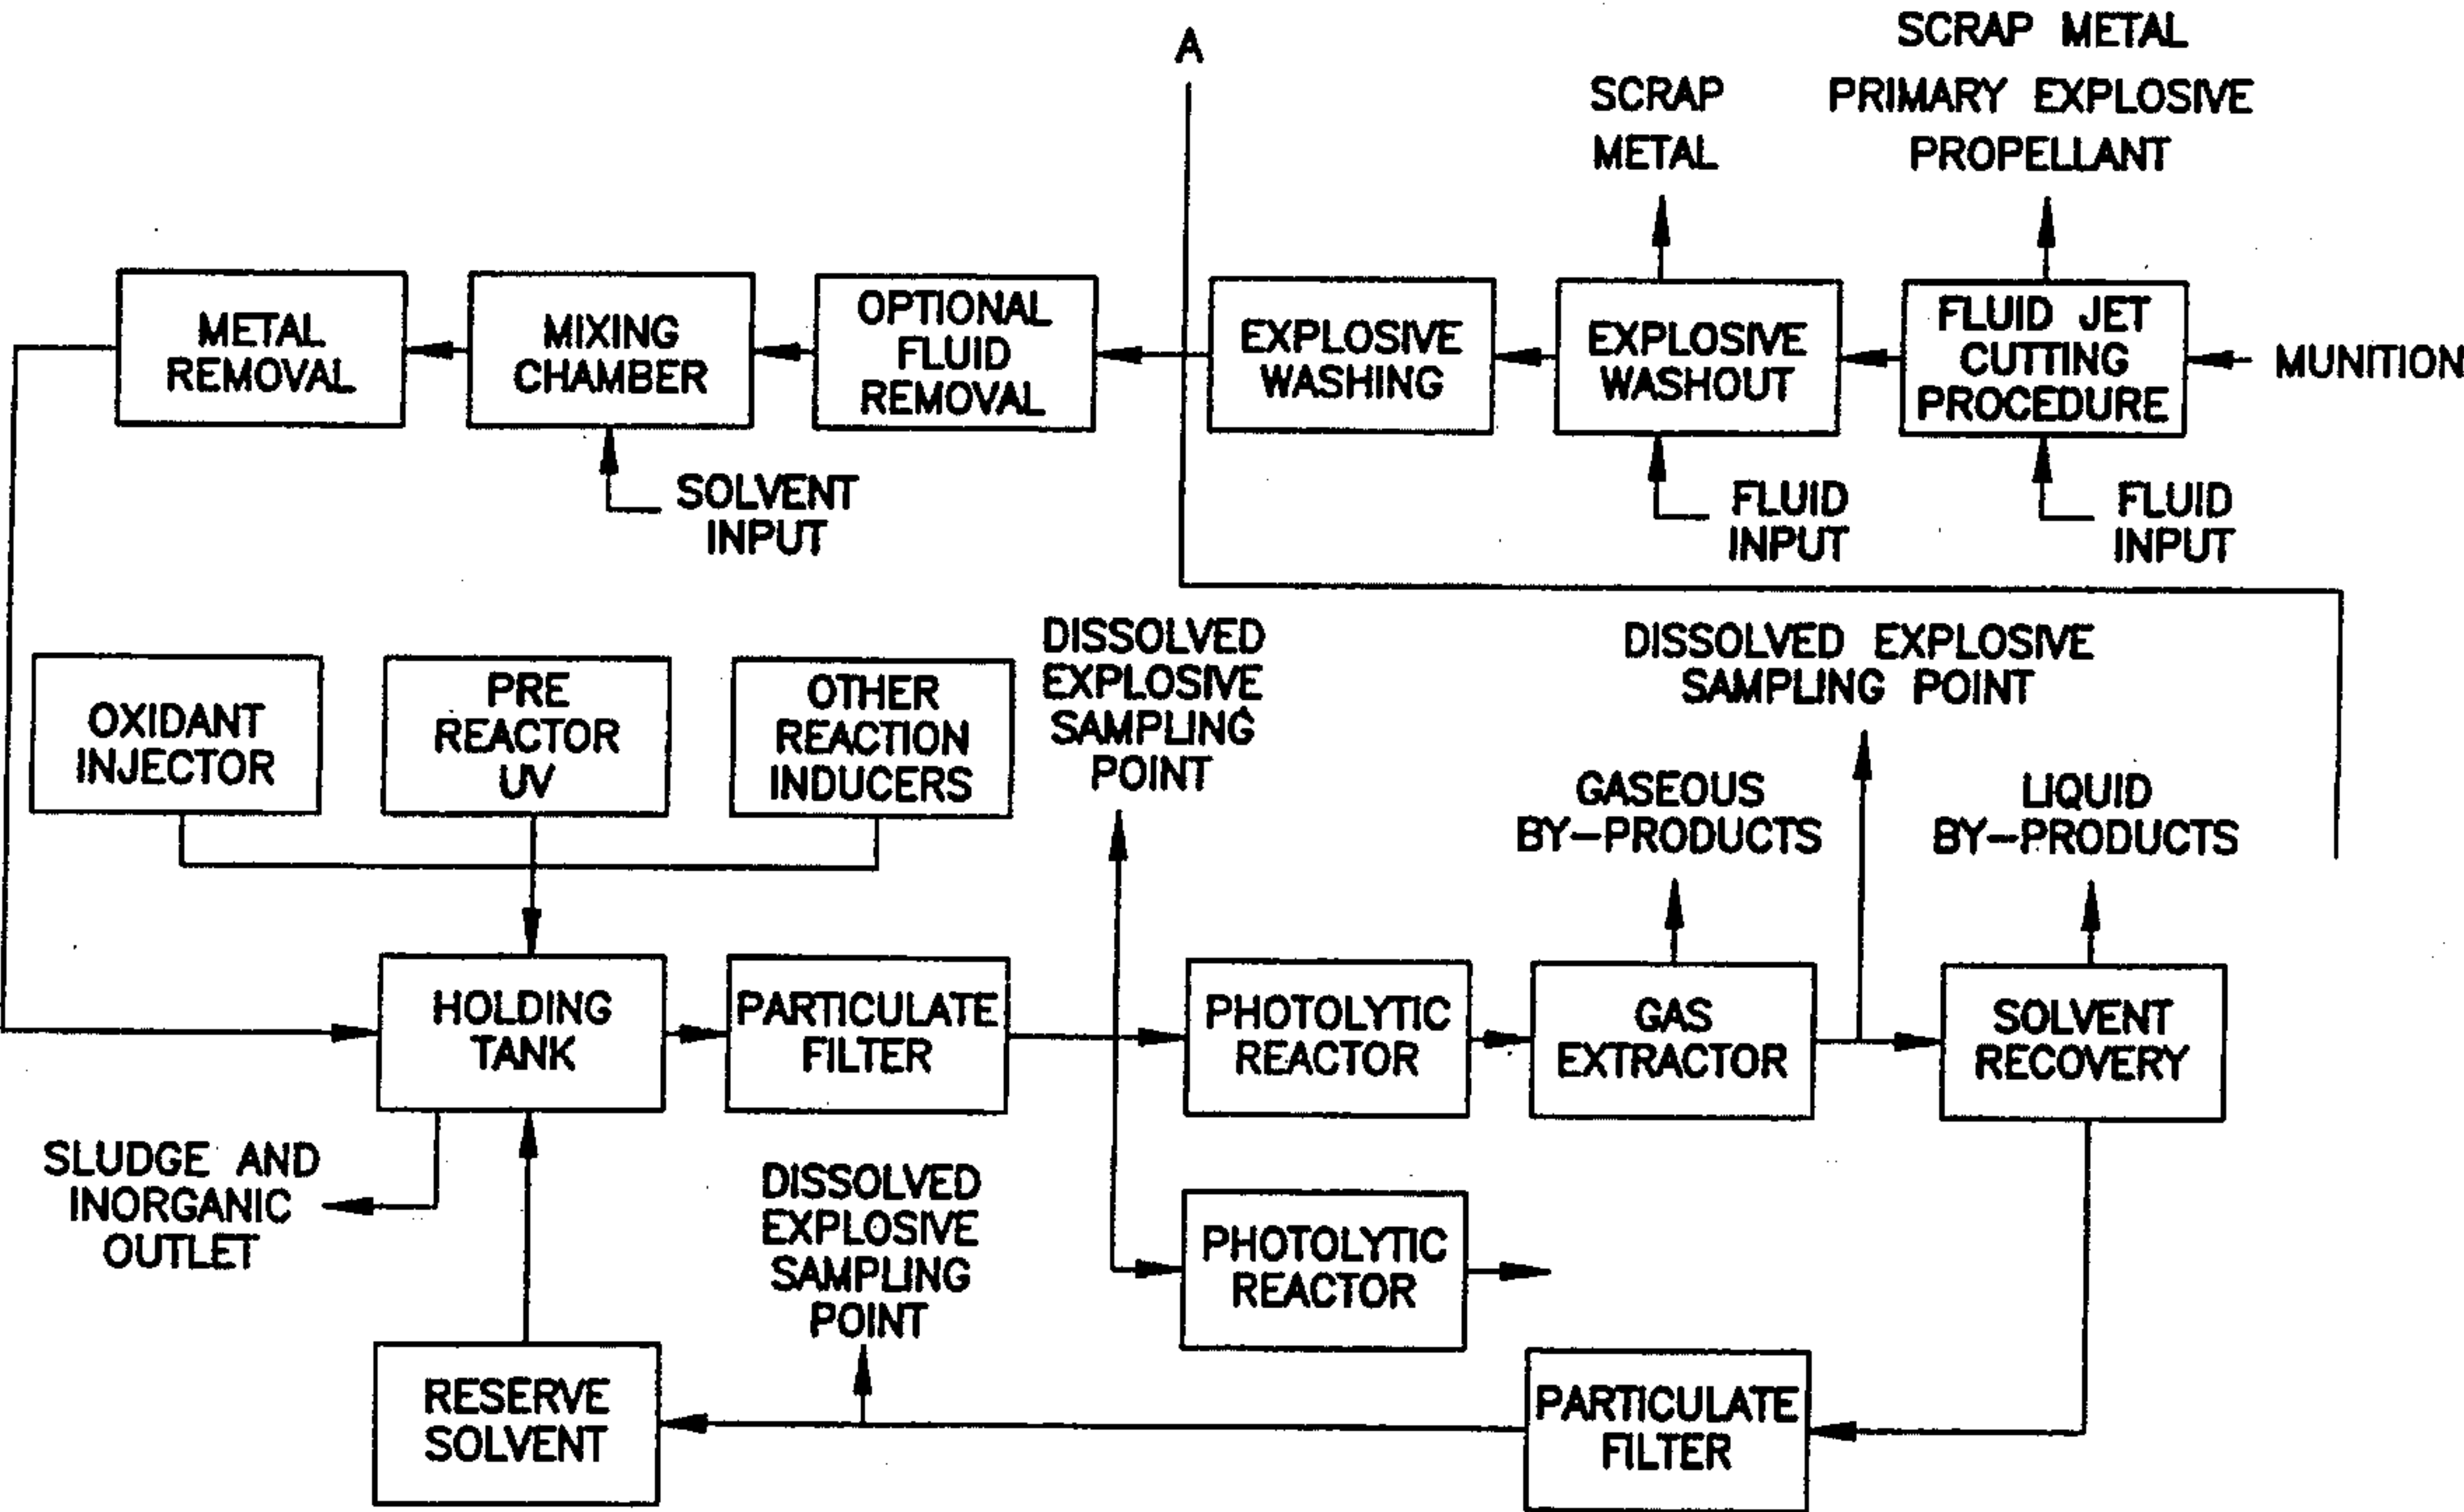 A
SCRAP METAL
PRIMARY EXPLOSIVE
PROPELLANT
SCRAP
METAL
METAL
REMOVAL
MIXING
CHAMBER
OPTIONAL
FLUID
REMOVAL
EXPLOSIVE
WASHING
EXPLOSIVE
WASHOUT
FLUID JET
CUTTING
PROCEDURE
MUNITION
SOLVENT
INPUT
FLUID
INPUT
FLUID
INPUT
OXIDANT
INJECTOR
PRE
REACTOR
UV
OTHER
REACTION
INDUCERS
DISSOLVED
EXPLOSIVE
SAMPLING
POINT
DISSOLVED EXPLOSIVE
SAMPLING POINT
GASEOUS
BY-PRODUCTS
LIQUID
BY-PRODUCTS
HOLDING
TANK
PARTICULATE
FILTER
PHOTOLYTIC
REACTOR
GAS
EXTRACTOR
SOLVENT
RECOVERY
SLUDGE AND
INORGANIC
OUTLET
DISSOLVED
EXPLOSIVE
SAMPLING
POINT
PHOTOLYTIC
REACTOR
RESERVE
SOLVENT
PARTICULATE
FILTER